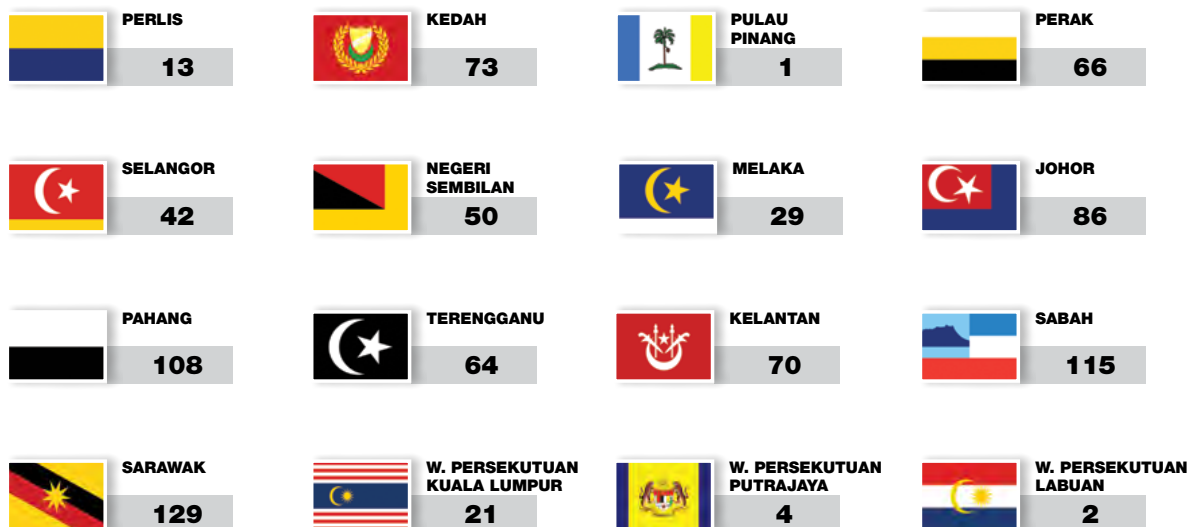 PERLIS
13
KEDAH
73
PULAU
PINANG
1
PERAK
66
SELANGOR
42
NEGERI
SEMBILAN
50
MELAKA
29
JOHOR
86
PAHANG
108
TERENGGANU
64
KELANTAN
70
SABAH
115
SARAWAK
129
W. PERSEKUTUAN
KUALA LUMPUR
21
W. PERSEKUTUAN
PUTRAJAYA
4
W. PERSEKUTUAN
LABUAN
2